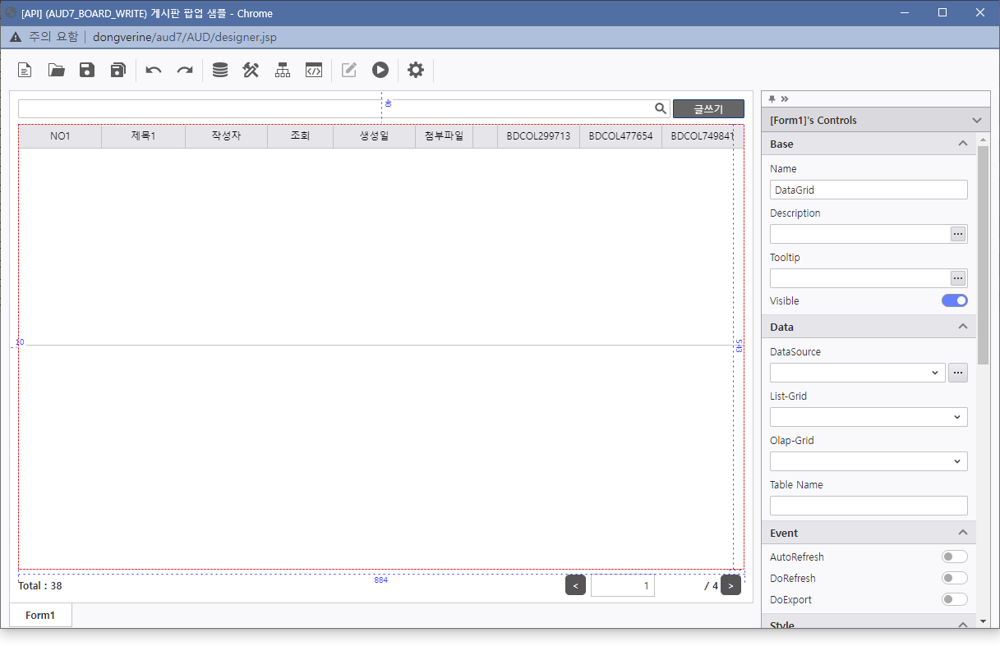 [API] (AUD7_BOARD_WRITE) 게시판 팝업 샘플 - Chrome
주의 요함 | dongverine/aud7/AUD/designer.jsp
글쓰기
NO1 제목1 작성자 조회 생성일 첨부파일 BDCOL299713 BDCOL477654 BDCOL749841
10
543
884
Total : 38
< 1 / 4 >
Form1
[Form1]'s Controls
Base
Name
DataGrid
Description
...
Tooltip
...
Visible
Data
DataSource
...
List-Grid
Olap-Grid
Table Name
Event
AutoRefresh
DoRefresh
DoExport
Style